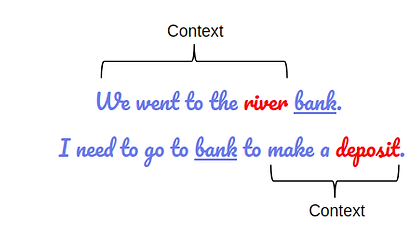 Context
We went to the river bank.
I need to go to bank to make a deposit.
Context